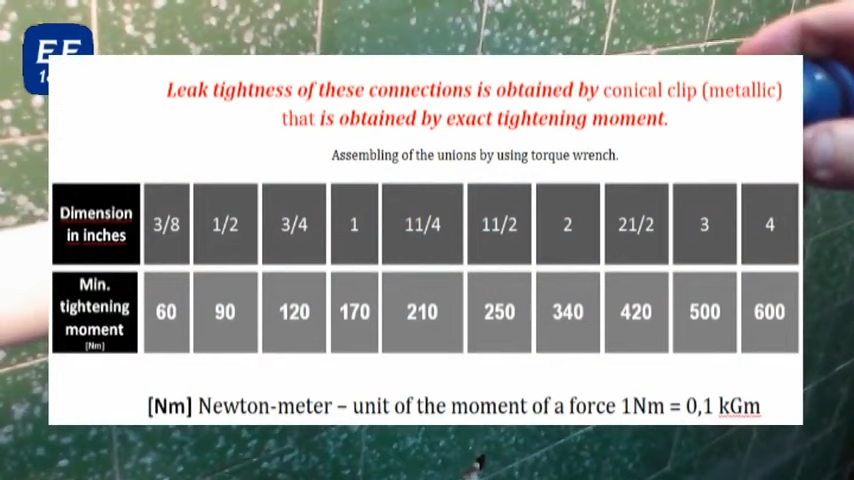 EE
Leak tightness of these connections is obtained by conical clip (metallic)
that is obtained by exact tightening moment.
Assembling of the unions by using torque wrench.
Dimension in inches 3/8 1/2 3/4 1 11/4 11/2 2 21/2 3 4
Min. tightening moment [Nm] 60 90 120 170 210 250 340 420 500 600
[Nm] Newton-meter – unit of the moment of a force 1Nm = 0,1 kGm